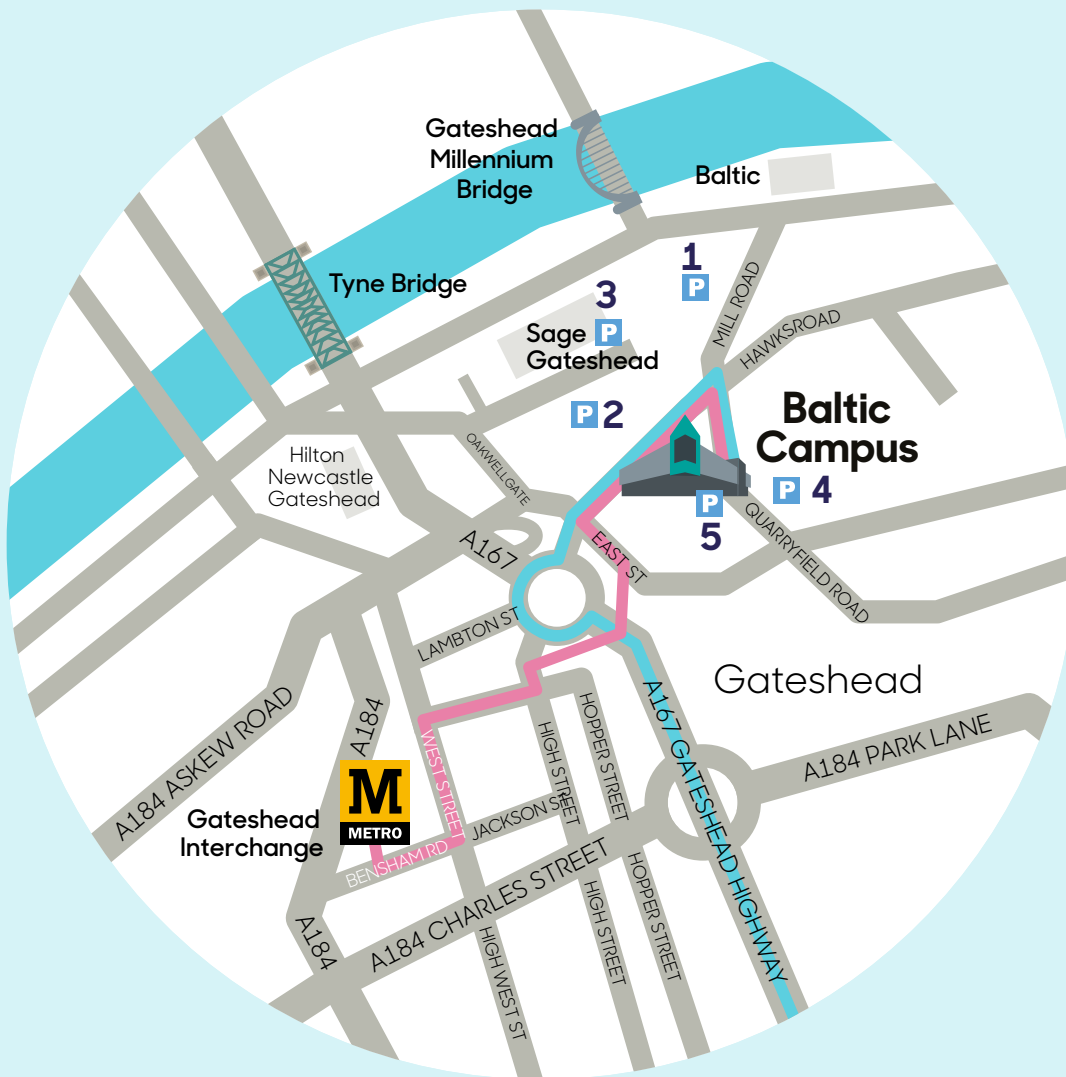 Gateshead
Millennium
Bridge
Baltic
Tyne Bridge
1
P
3
Sage P
Gateshead
MILL ROAD
HAWKSROAD
P 2
Baltic
Campus
P 4
P
5
Hilton
Newcastle
Gateshead
OAKWELLGATE
A167
EAST ST
QUARRYFIELD ROAD
LAMBTON ST
Gateshead
A184 ASKEW ROAD
A184
WEST STREET
HIGH STREET
HOPPER STREET
A167 GATESHEAD HIGHWAY
A184 PARK LANE
M
METRO
Gateshead
Interchange
BENSHAM RD
JACKSON ST
A184 CHARLES STREET
A184
HIGH WEST ST
HIGH STREET
HOPPER STREET